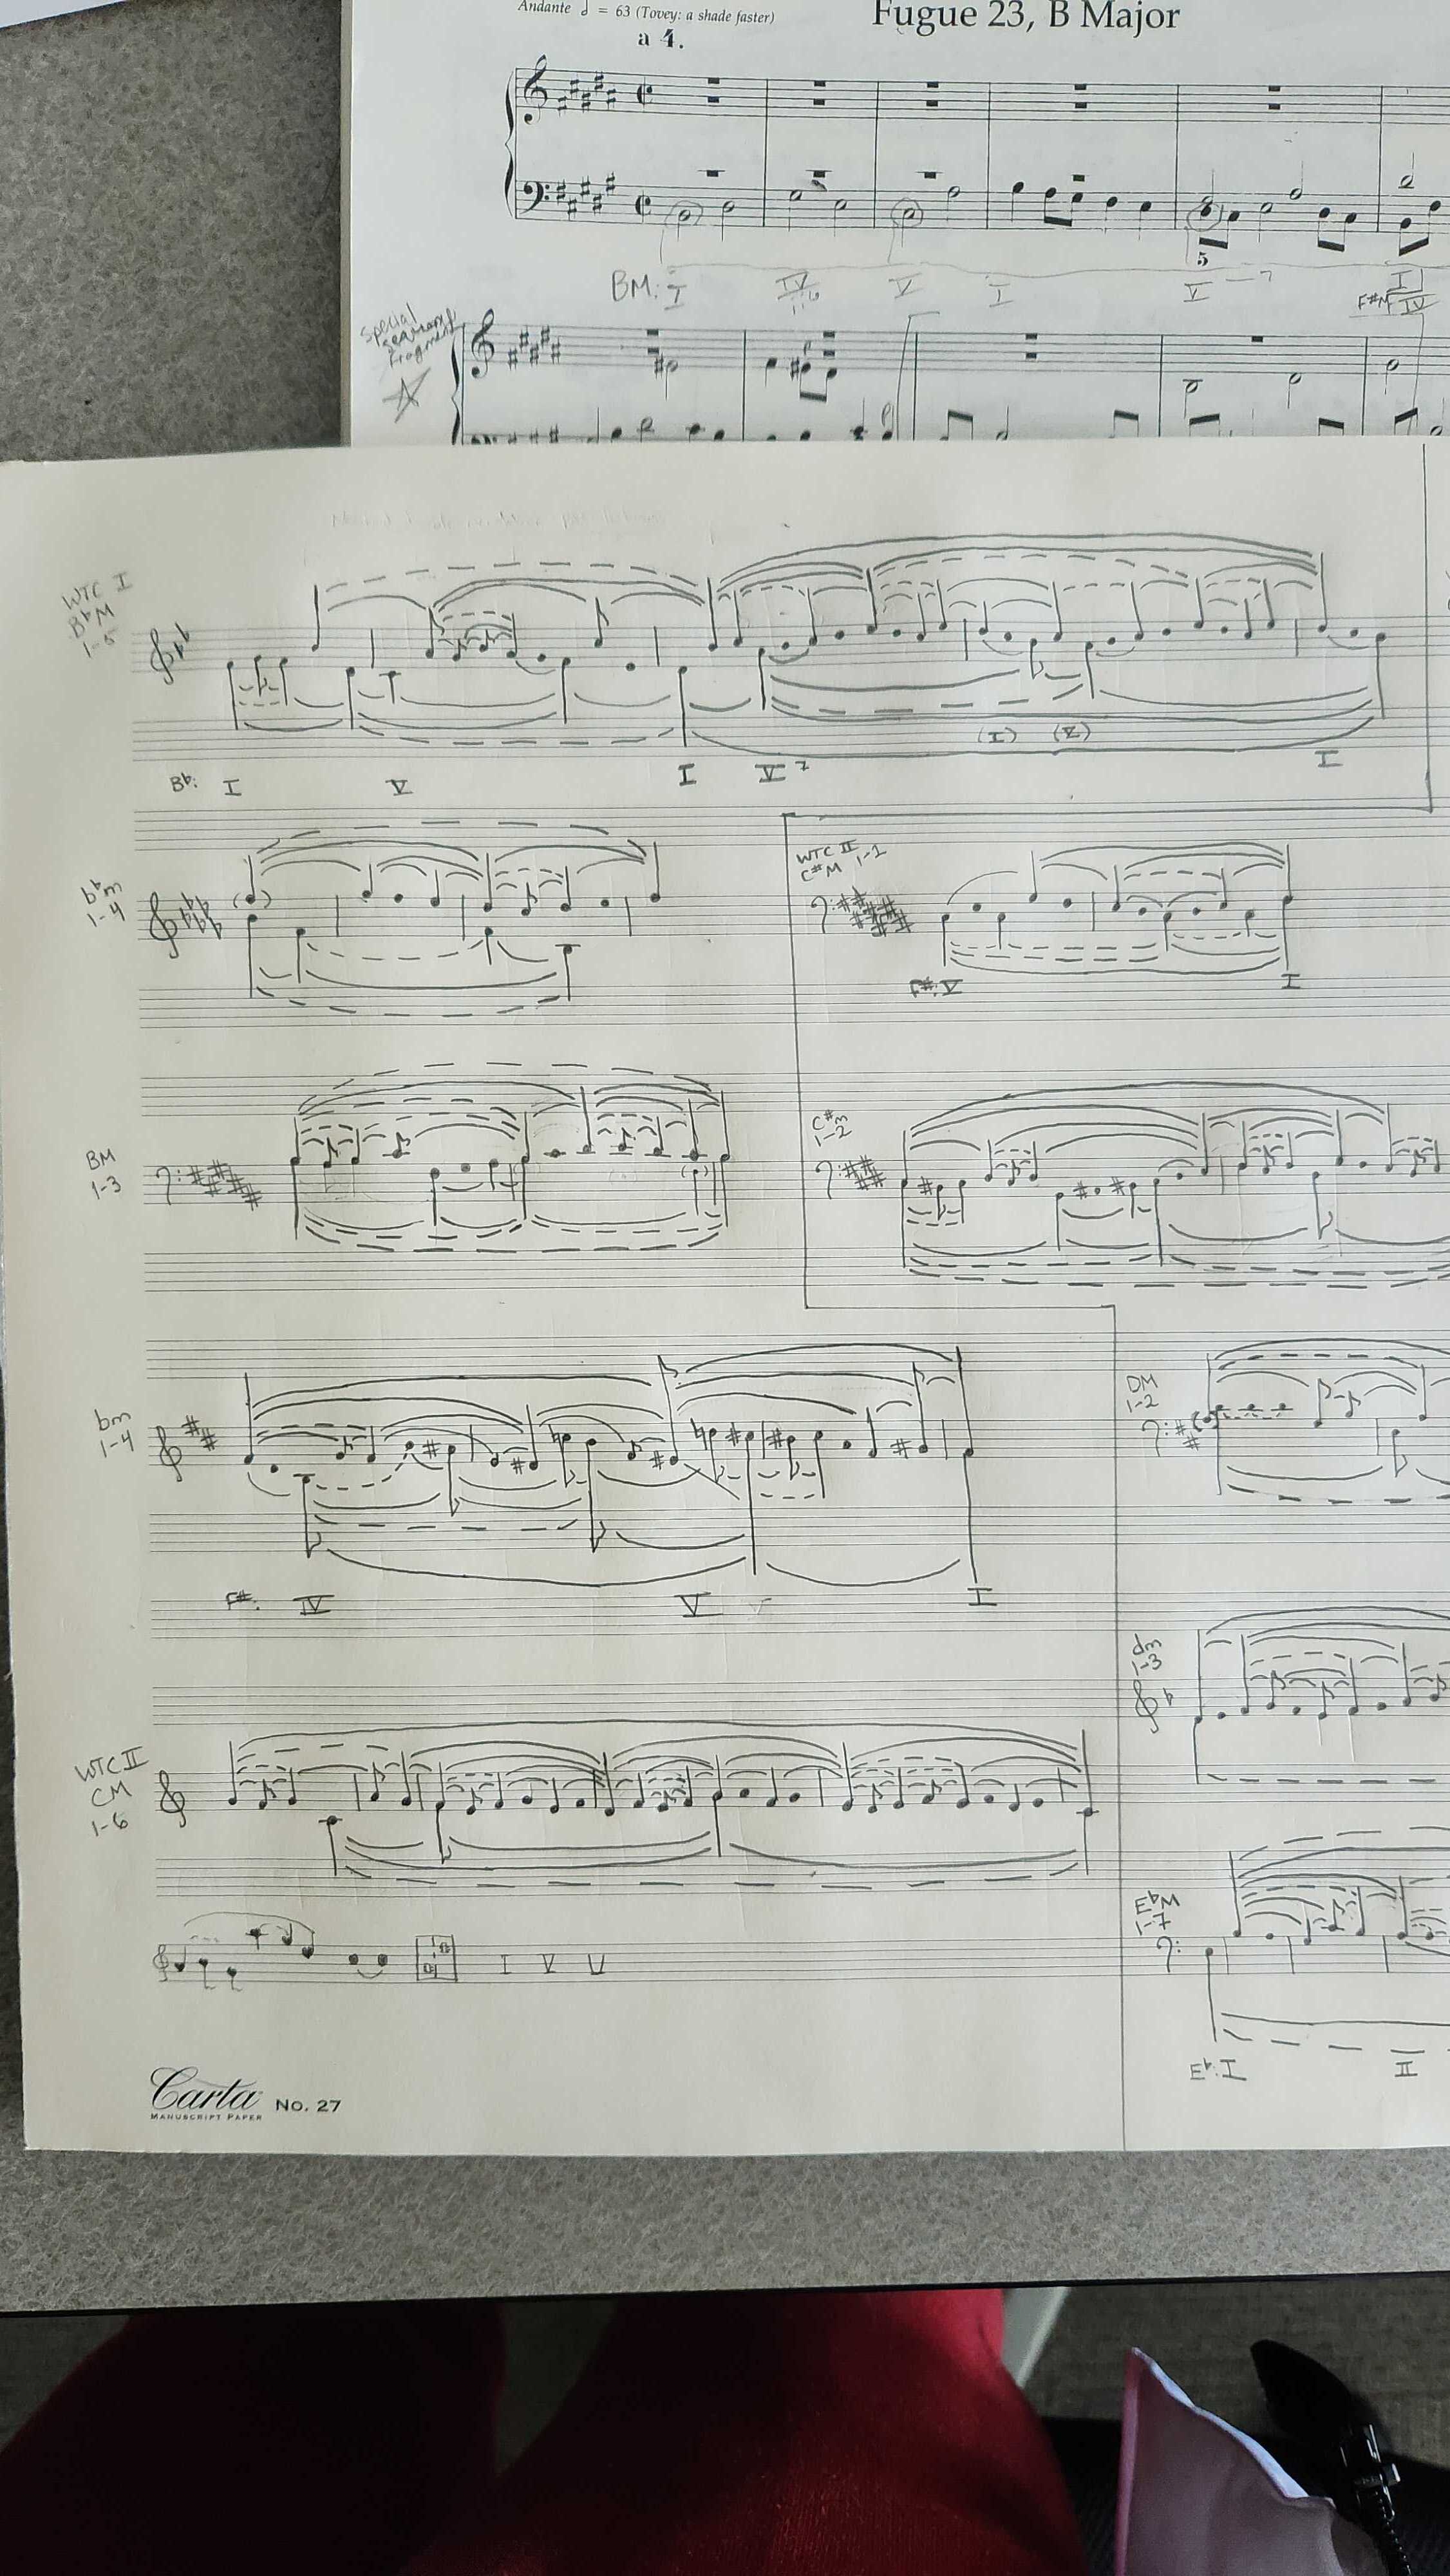 Andante = 63 (Tovey: a shade faster)
Fugue 23, B Major
a 4.
5
BM: I IV V I V — 7 I
F#M IV
special
fragment
WTC I
B♭M
1-5
(I) (V)
B♭: I V I V7 I
b♭m
1-4
WTC II
C#M 1-2
F#: V I
BM
1-3
C#m
1-2
bm
1-4
DM
1-2
F#: IV V V I
dm
1-3
WTC II
CM
1-6
E♭M
1-7
I V V
E♭: I II
Carta No. 27
MANUSCRIPT PAPER